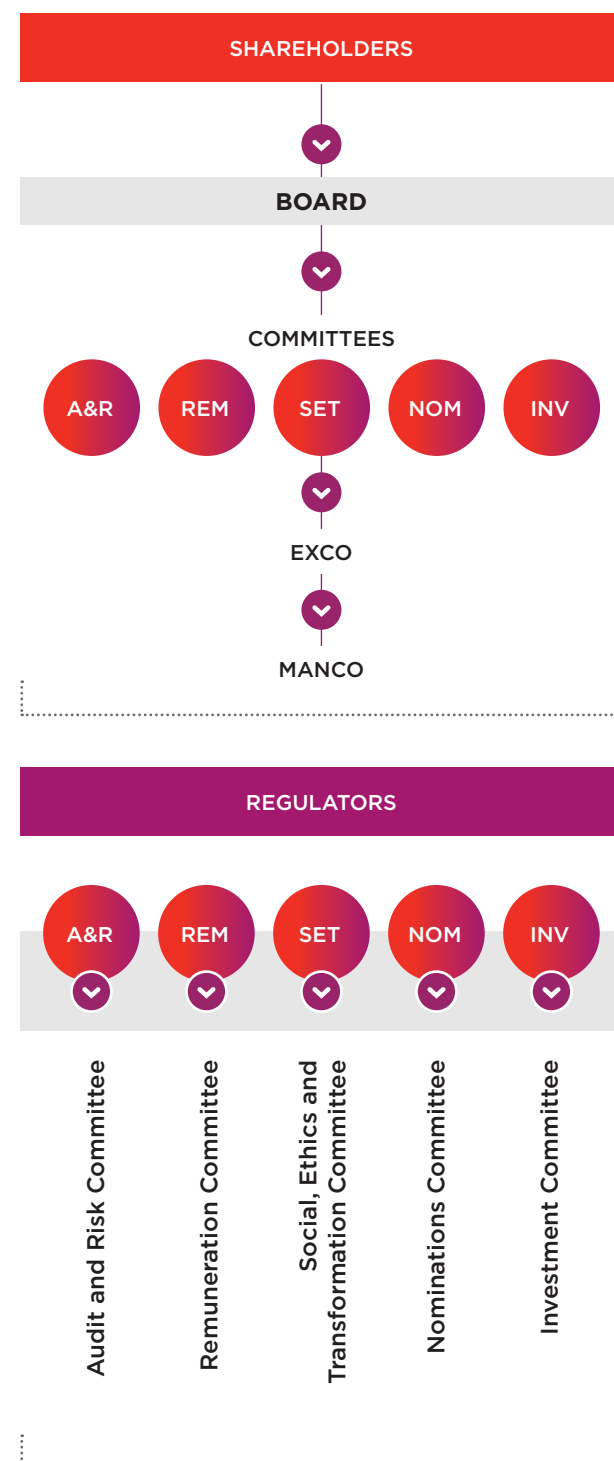 SHAREHOLDERS
BOARD
COMMITTEES
A&R
REM
SET
NOM
INV
EXCO
MANCO
REGULATORS
A&R
REM
SET
NOM
INV
Audit and Risk Committee
Remuneration Committee
Social, Ethics and
Transformation Committee
Nominations Committee
Investment Committee